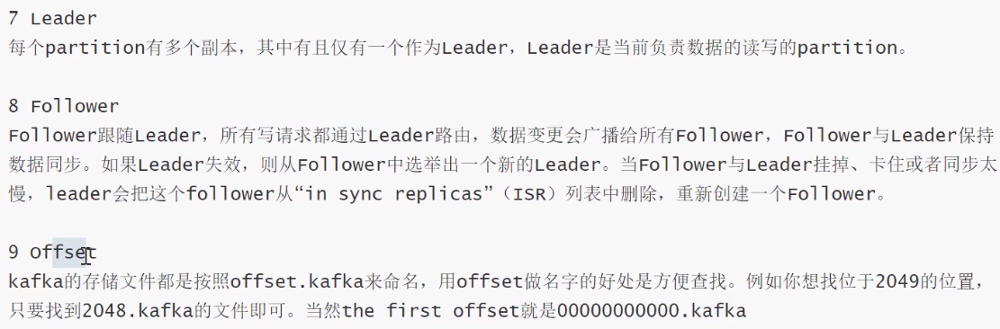 7 Leader
每个partition有多个副本，其中有且仅有一个作为Leader，Leader是当前负责数据的读写的partition。
8 Follower
Follower跟随Leader，所有写请求都通过Leader路由，数据变更会广播给所有Follower，Follower与Leader保持
数据同步。如果Leader失效，则从Follower中选举出一个新的Leader。当Follower与Leader挂掉、卡住或者同步太
慢，leader会把这个follower从“in sync replicas”（ISR）列表中删除，重新创建一个Follower。
9 Offset
kafka的存储文件都是按照offset.kafka来命名，用offset做名字的好处是方便查找。例如你想找位于2049的位置，
只要找到2048.kafka的文件即可。当然the first offset就是00000000000.kafka